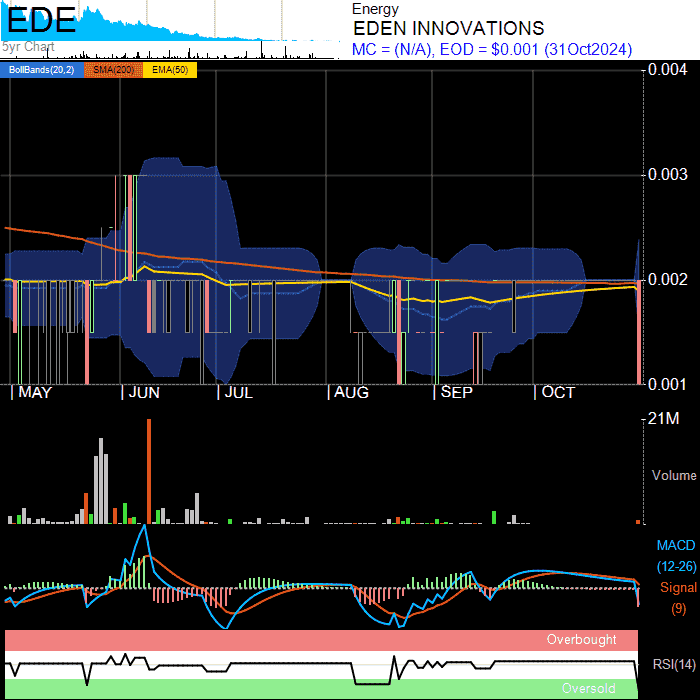 EDE
5yr Chart
Energy
EDEN INNOVATIONS
MC = (N/A), EOD = $0.001 (31Oct2024)
BollBands(20,2) SMA(200) EMA(50)
0.004
0.003
0.002
0.001
MAY JUN JUL AUG SEP OCT
21M
Volume
MACD
(12-26)
Signal
(9)
Overbought
RSI(14)
Oversold